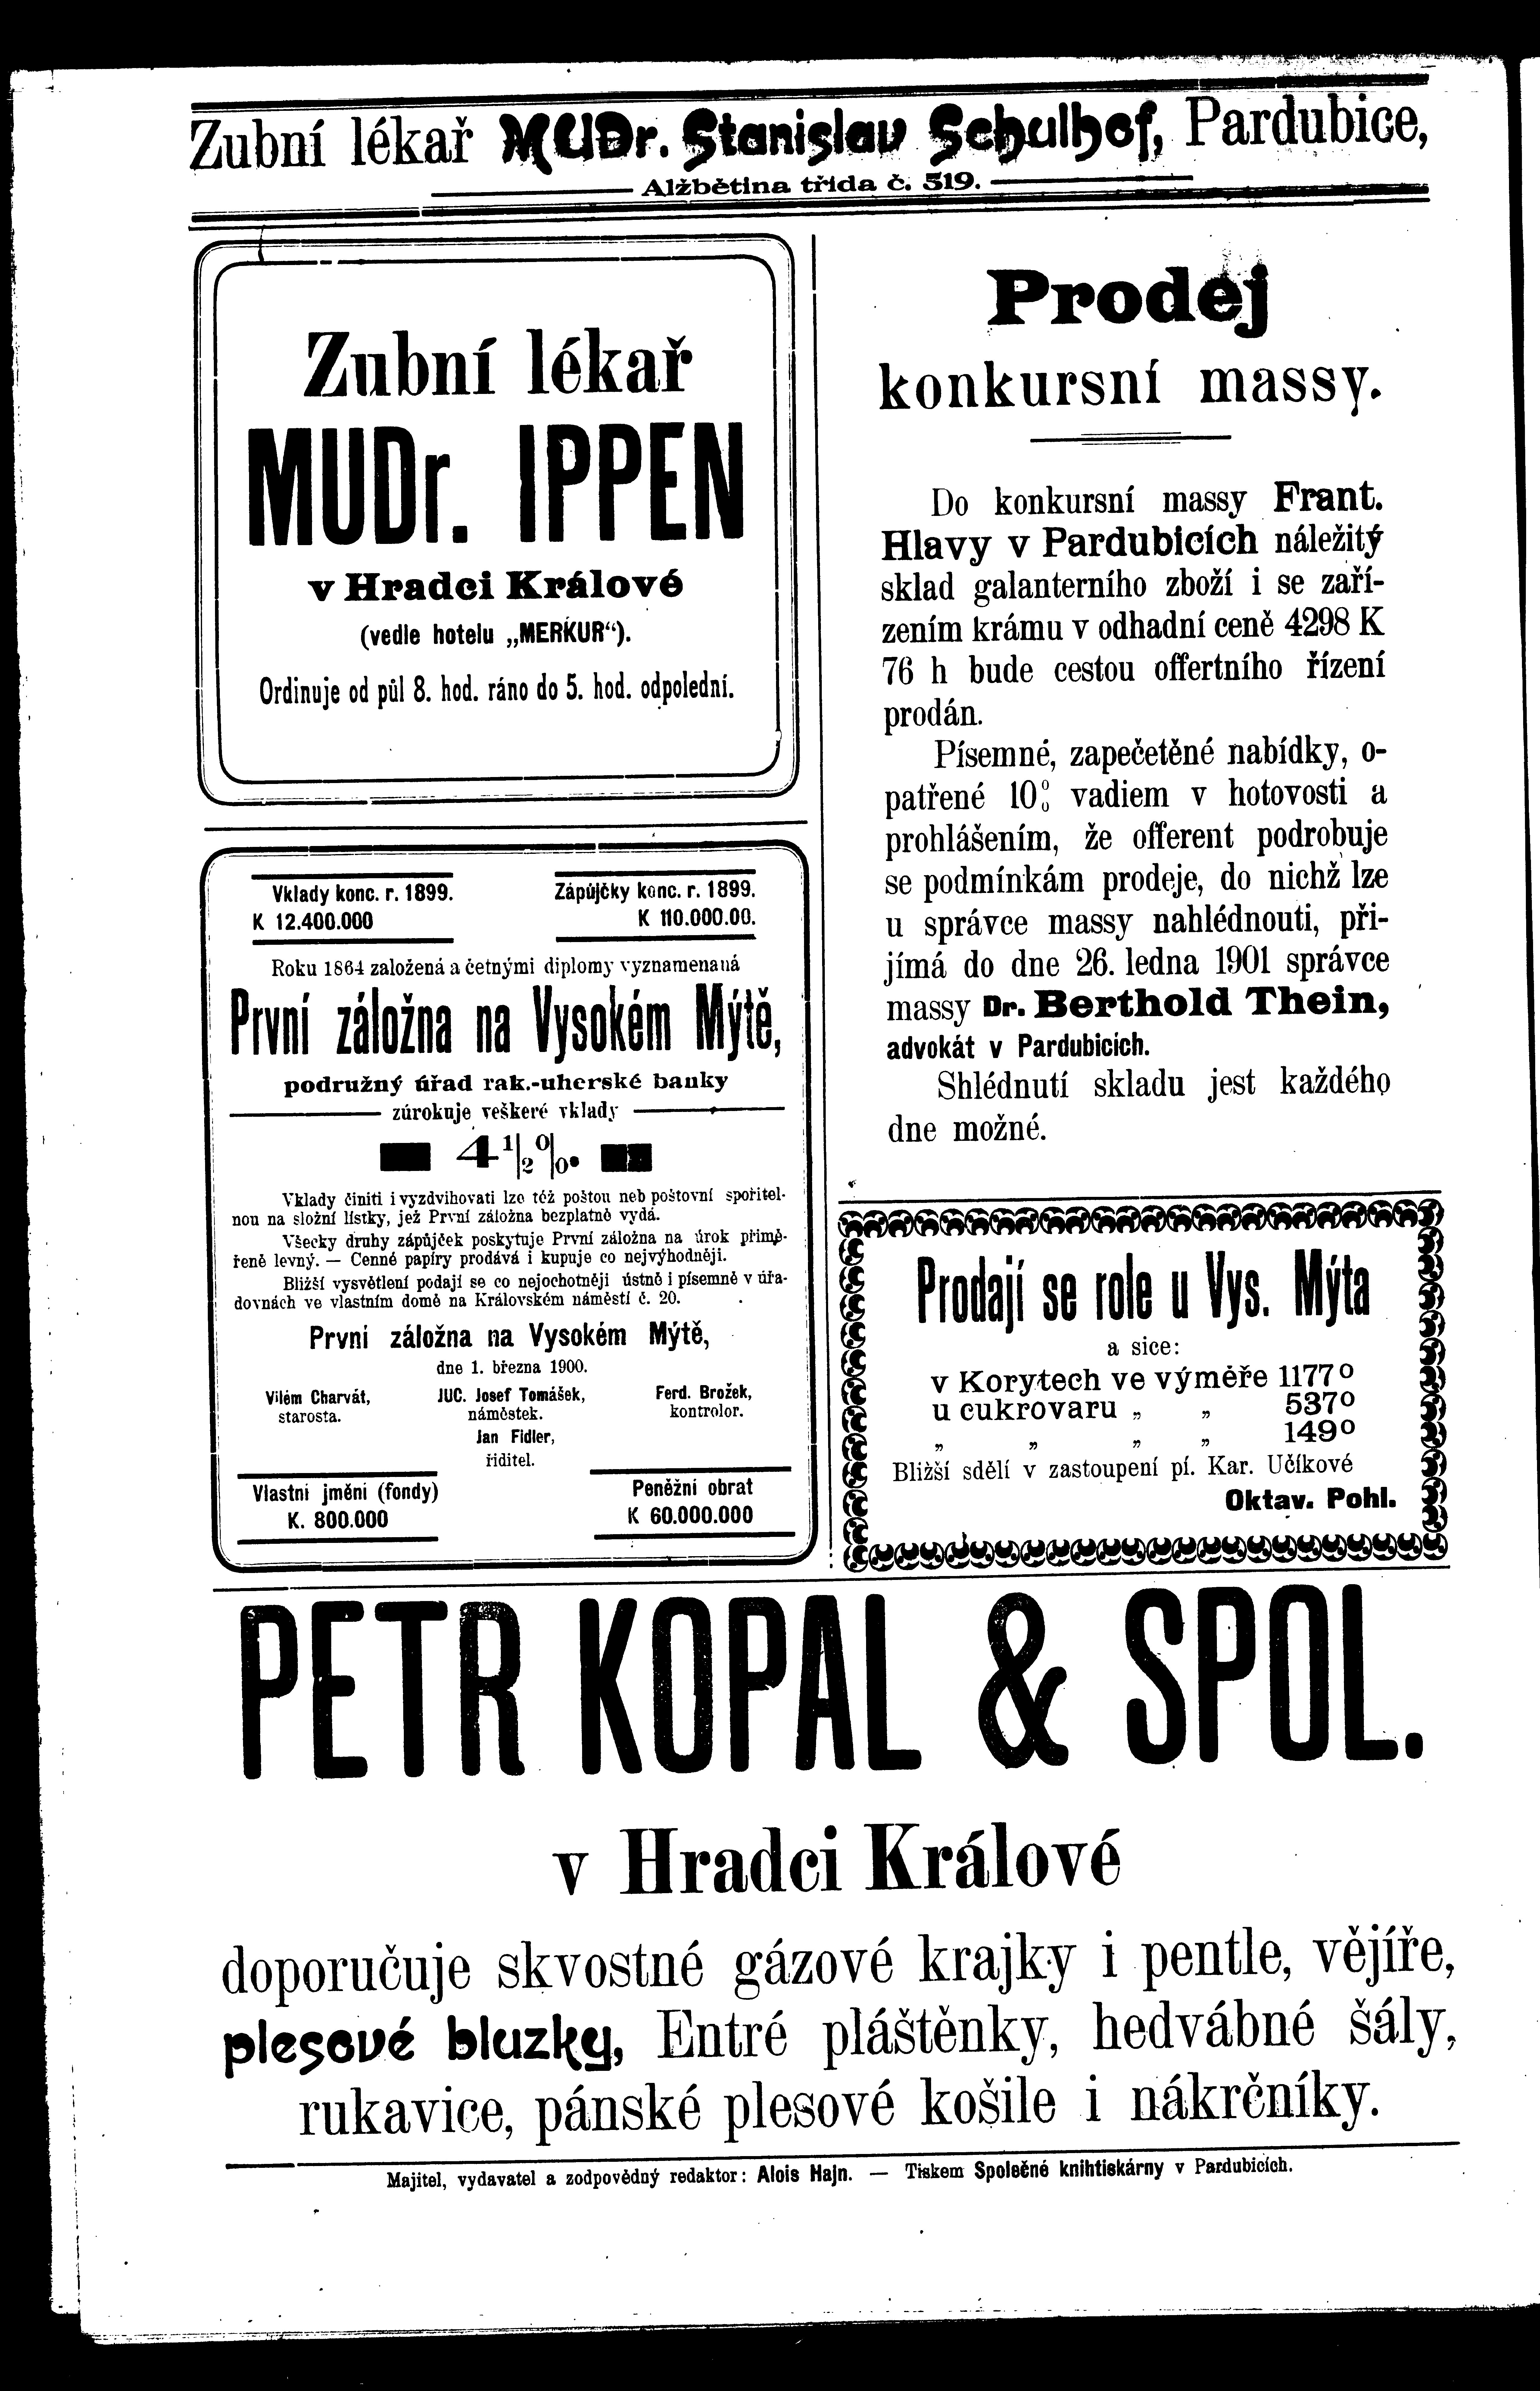 Zubní lékař MUDr. Stanislav Schulhof, Pardubice,
Alžbětina třída č. 519.
Zubní lékař
MUDr. IPPEN
v Hradci Králové
(vedle hotelu „MERKUR“).
Ordinuje od půl 8. hod. ráno do 5. hod. odpolední.
Vklady konc. r. 1899.
K 12.400.000
Zápůjčky konc. r. 1899.
K 110.000.00.
Roku 1864 založená a četnými diplomy vyznamenaná
První záložna na Vysokém Mýtě,
podružný úřad rak.-uherské banky
zúrokuje veškeré vklady
4 1/2 %.
Vklady činiti i vyzdvihovati lze též poštou neb poštovní spořitel-
nou na složní lístky, jež První záložna bezplatně vydá.
Všecky druhy zápůjček poskytuje První záložna na úrok přimě-
řeně levný. — Cenné papíry prodává i kupuje co nejvýhodněji.
Bližší vysvětlení podají se co nejochotněji ústně i písemně v úřa-
dovnách ve vlastním domě na Královském náměstí č. 20.
První záložna na Vysokém Mýtě,
dne 1. března 1900.
Vilém Charvát,
starosta.
JUC. Josef Tomášek,
náměstek.
Ferd. Brožek,
kontrolor.
Jan Fidler,
řiditel.
Vlastní jmění (fondy)
K. 800.000
Peněžní obrat
K 60.000.000
Prodej
konkursní massy.
Do konkursní massy Frant.
Hlavy v Pardubicích náležitý
sklad galanterního zboží i se zaří-
zením krámu v odhadní ceně 4298 K
76 h bude cestou offertního řízení
prodán.
Písemné, zapečetěné nabídky, o-
patřené 10% vadiem v hotovosti a
prohlášením, že offerent podrobuje
se podmínkám prodeje, do nichž lze
u správce massy nahlédnouti, při-
jímá do dne 26. ledna 1901 správce
massy Dr. Berthold Thein,
advokát v Pardubicích.
Shlédnutí skladu jest každého
dne možné.
Prodají se role u Vys. Mýta
a sice:
v Korytech ve výměře 1177°
u cukrovaru „ „ 537°
„ „ „ „ 149°
Bližší sdělí v zastoupení pí. Kar. Učíkové
Oktav. Pohl.
PETR KOPAL & SPOL.
v Hradci Králové
doporučuje skvostné gázové krajky i pentle, vějíře,
plesové bluzky, Entré pláštěnky, hedvábné šály,
rukavice, pánské plesové košile i nákrčníky.
Majitel, vydavatel a zodpovědný redaktor: Alois Hajn. — Tiskem Společné knihtiskárny v Pardubicích.